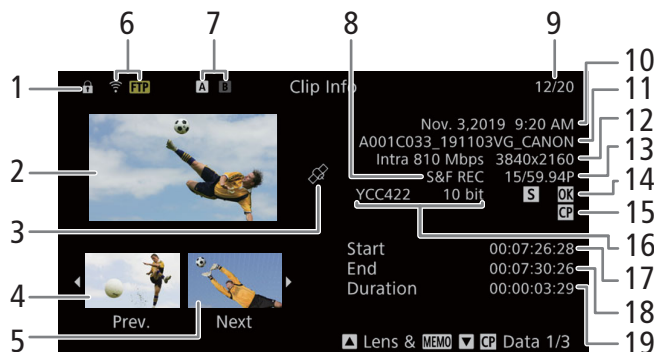 6 7 8 9
1 FTP A B Clip Info 12/20 10
11
Nov. 3,2019 9:20 AM 12
A001C033_191103VG_CANON 13
2 Intra 810 Mbps 3840x2160
S&F REC 15/59.94P 14
YCC422 10 bit S OK
3 CP 15
16
Start 00:07:26:28 17
4 End 00:07:30:26 18
Duration 00:00:03:29
5 Prev. Next
▲ Lens & MEMO ▼ CP Data 1/3 19